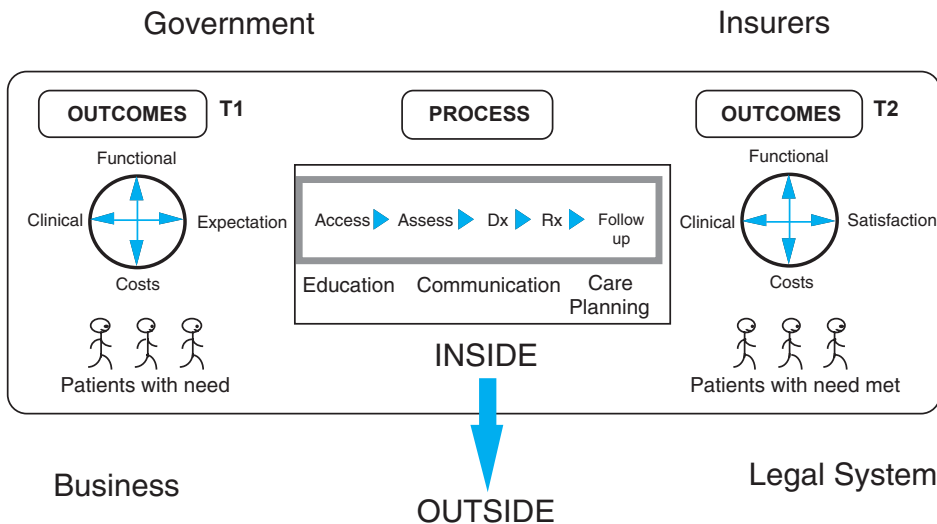 Government
Insurers
OUTCOMES T1
PROCESS
OUTCOMES T2
Functional
Clinical
Expectation
Costs
Patients with need
Access Assess Dx Rx Follow
up
Education Communication Care
Planning
INSIDE
Functional
Clinical
Satisfaction
Costs
Patients with need met
Business
OUTSIDE
Legal System